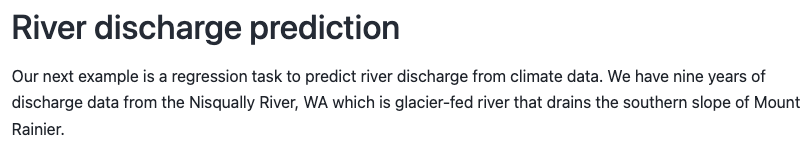 River discharge prediction
Our next example is a regression task to predict river discharge from climate data. We have nine years of
discharge data from the Nisqually River, WA which is glacier-fed river that drains the southern slope of Mount
Rainier.